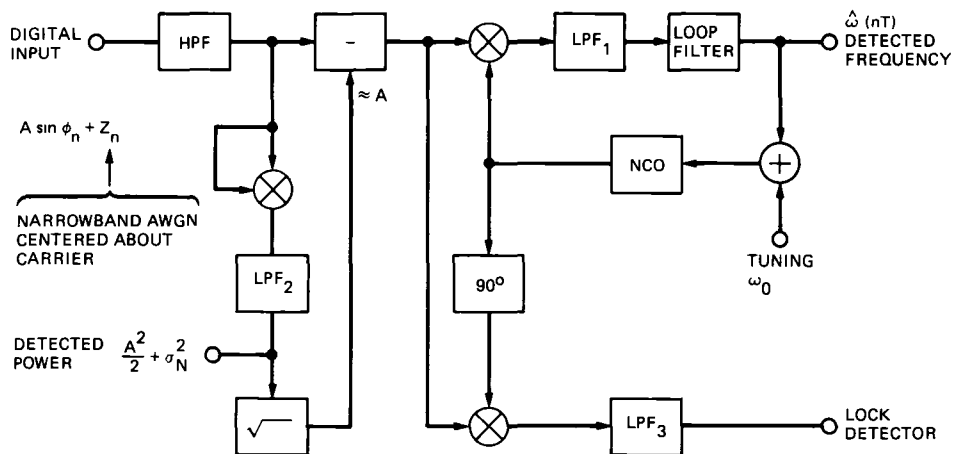 DIGITAL
INPUT
HPF
-
LPF₁
LOOP
FILTER
ω̂ (nT)
DETECTED
FREQUENCY
≈ A
A sin ϕₙ + Zₙ
NARROWBAND AWGN
CENTERED ABOUT
CARRIER
NCO
+
TUNING
ω₀
LPF₂
90°
DETECTED
POWER
A²/2 + σ_N²
√
LPF₃
LOCK
DETECTOR